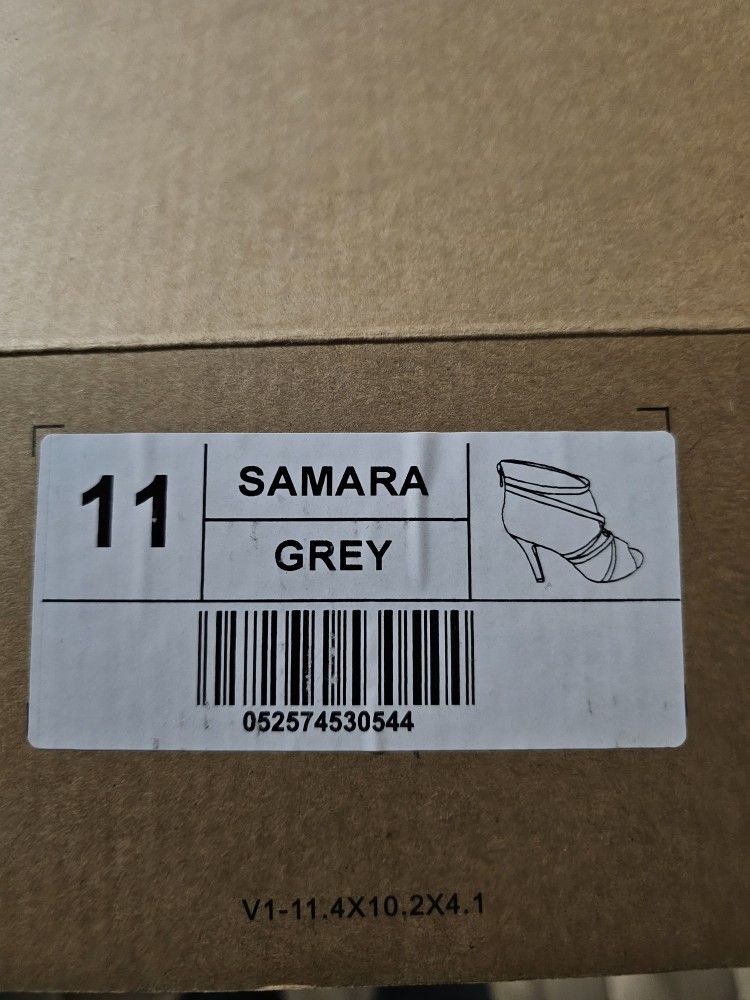 11
SAMARA
GREY
052574530544
V1-11.4X10.2X4.1